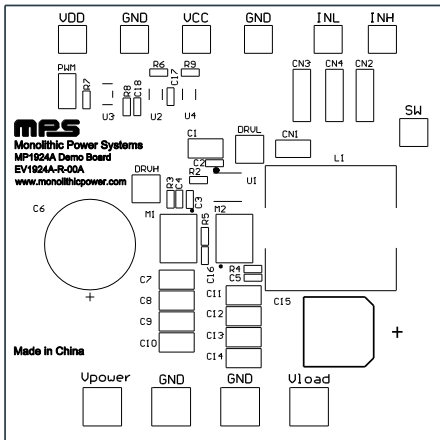 VDD GND VCC GND INL INH
PWM R7 R8 C18 R6 C17 R9 CN3 CN4 CN2
U3 U2 U4
SW
MPS
Monolithic Power Systems
MP1924A Demo Board
EV1924A-R-00A
www.monolithicpower.com
C1 DRVL CN1
C2 L1
DRVH R2 U1
R3 C4 C3
C6 M1 R5 M2
C16 R4
C5
C7 C11
C8 C12
C9 C13
C10 C14
C15
+ +
Made in China
Vpower GND GND Vload